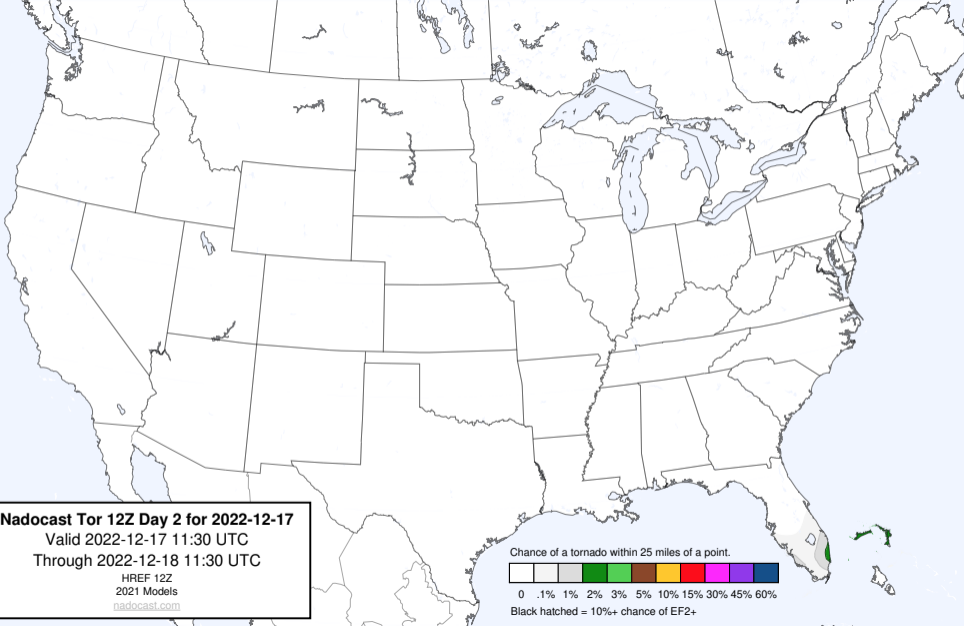 Nadocast Tor 12Z Day 2 for 2022-12-17
Valid 2022-12-17 11:30 UTC
Through 2022-12-18 11:30 UTC
HREF 12Z
2021 Models
nadocast.com
Chance of a tornado within 25 miles of a point.
0 .1% 1% 2% 3% 5% 10% 15% 30% 45% 60%
Black hatched = 10%+ chance of EF2+